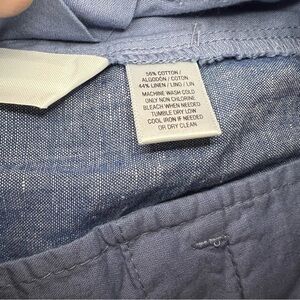 56% COTTON /
ALGODÓN / COTON
44% LINEN / LINO / LIN
MACHINE WASH COLD
ONLY NON CHLORINE
BLEACH WHEN NEEDED
TUMBLE DRY LOW
COOL IRON IF NEEDED
OR DRY CLEAN